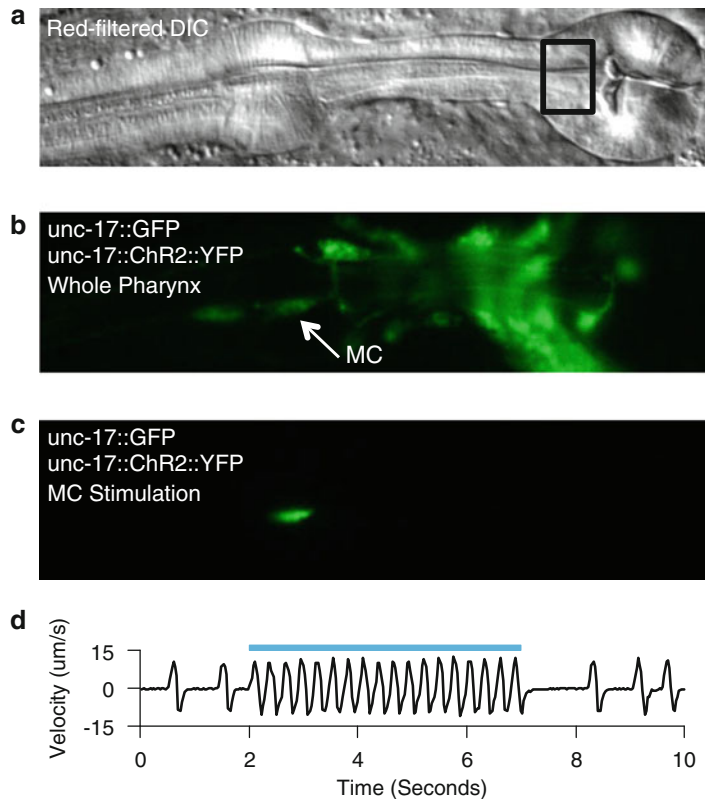 a
Red-filtered DIC
b
unc-17::GFP
unc-17::ChR2::YFP
Whole Pharynx
MC
c
unc-17::GFP
unc-17::ChR2::YFP
MC Stimulation
d
Velocity (um/s)
15
0
-15
0 2 4 6 8 10
Time (Seconds)